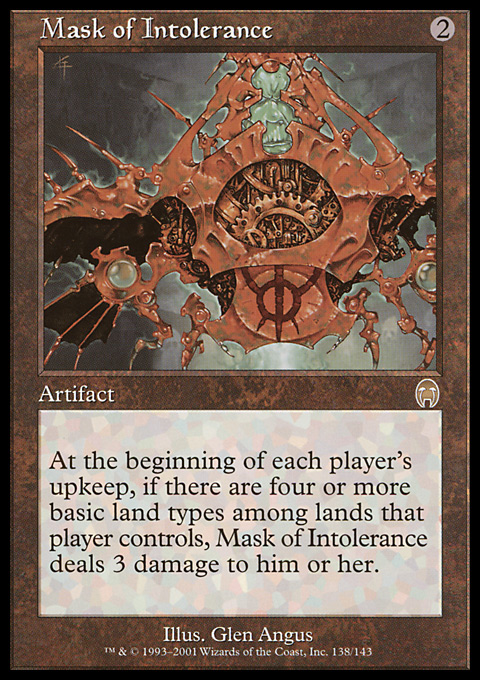 Mask of Intolerance
2
Artifact
At the beginning of each player's
upkeep, if there are four or more
basic land types among lands that
player controls, Mask of Intolerance
deals 3 damage to him or her.
Illus. Glen Angus
™ & © 1993–2001 Wizards of the Coast, Inc. 138/143